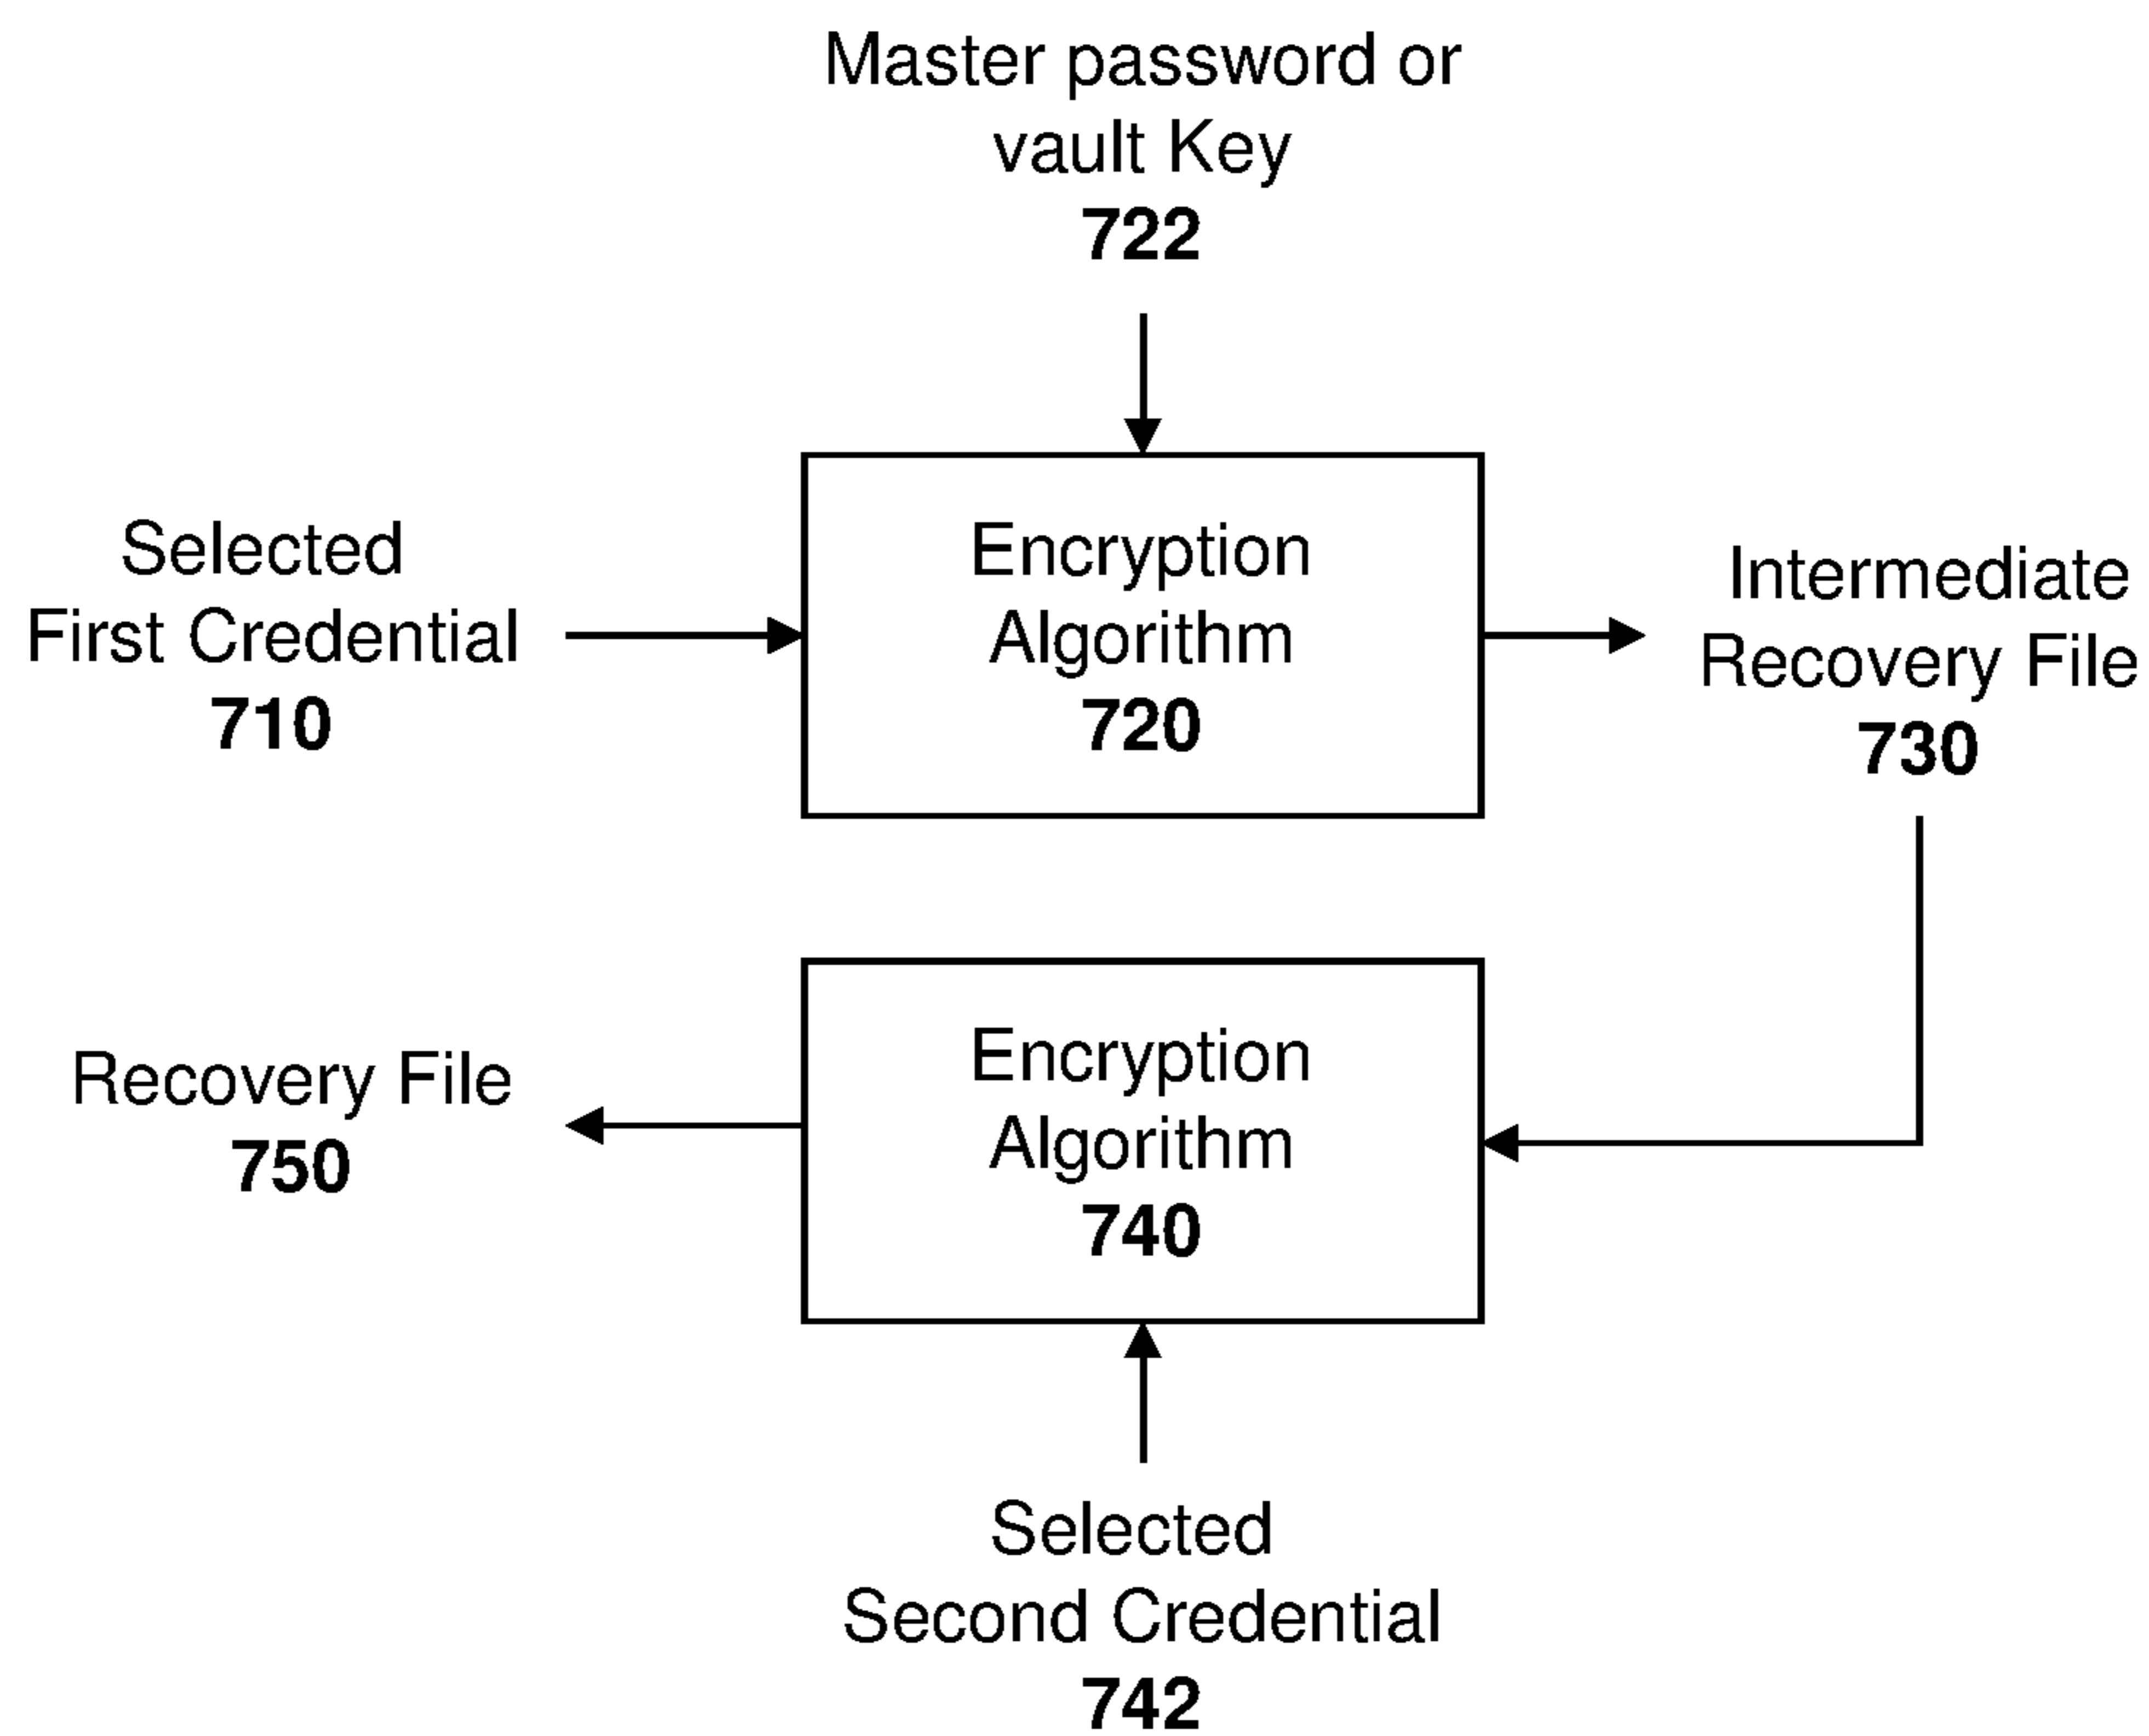 Master password or
vault Key
722
Selected
First Credential
710
Encryption
Algorithm
720
Intermediate
Recovery File
730
Recovery File
750
Encryption
Algorithm
740
Selected
Second Credential
742